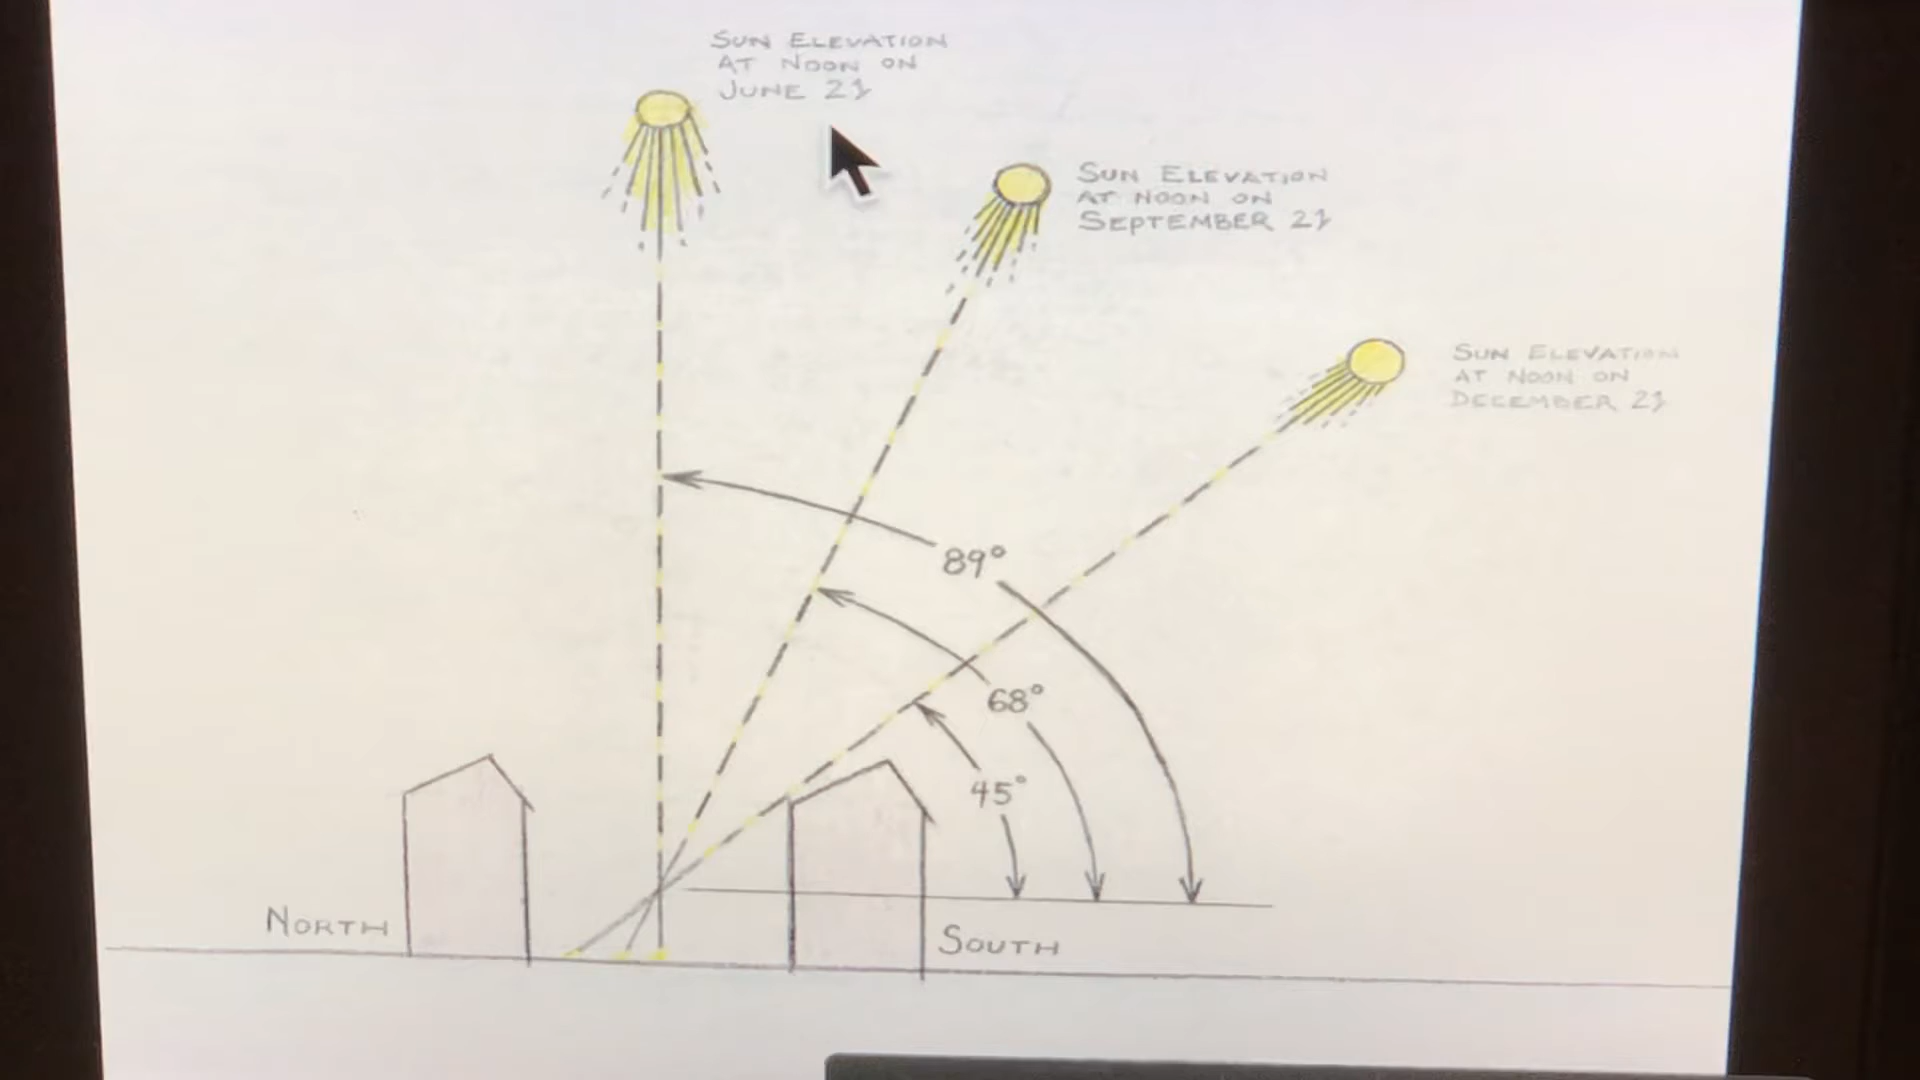 SUN ELEVATION
AT NOON ON
JUNE 21
SUN ELEVATION
AT NOON ON
SEPTEMBER 21
SUN ELEVATION
AT NOON ON
DECEMBER 21
89°
68°
45°
NORTH
SOUTH